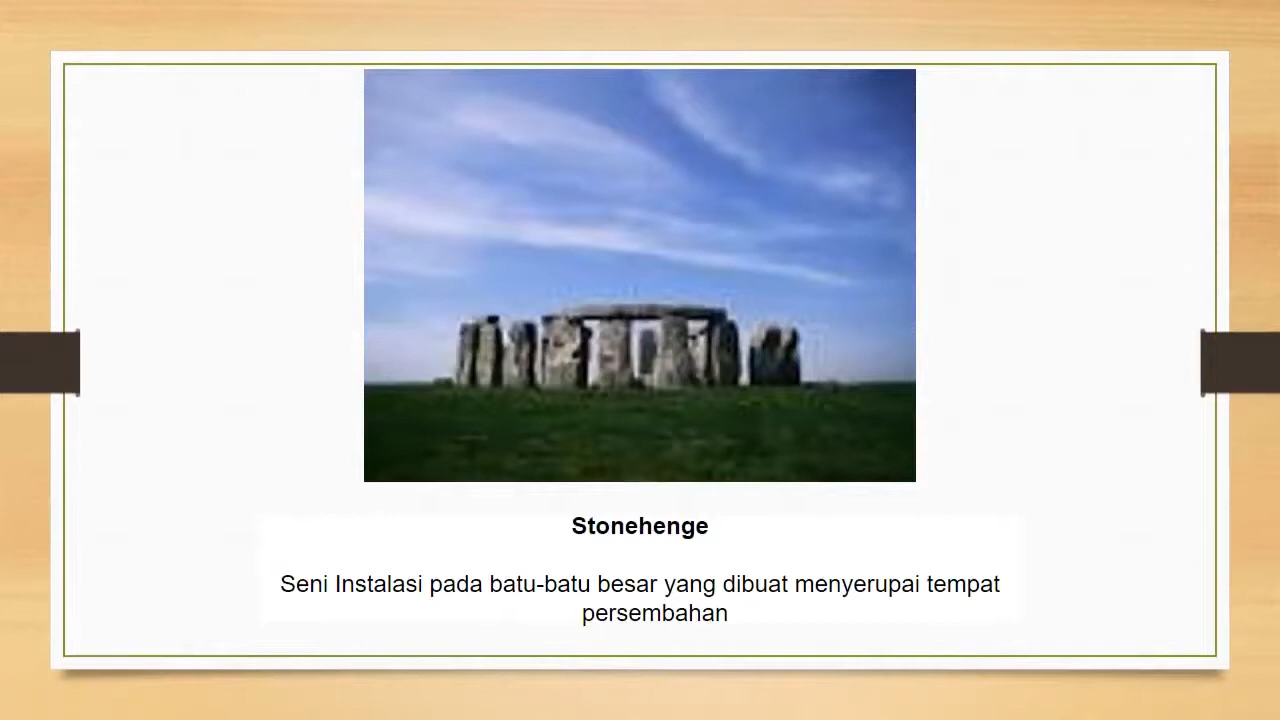 Stonehenge
Seni Instalasi pada batu-batu besar yang dibuat menyerupai tempat
persembahan